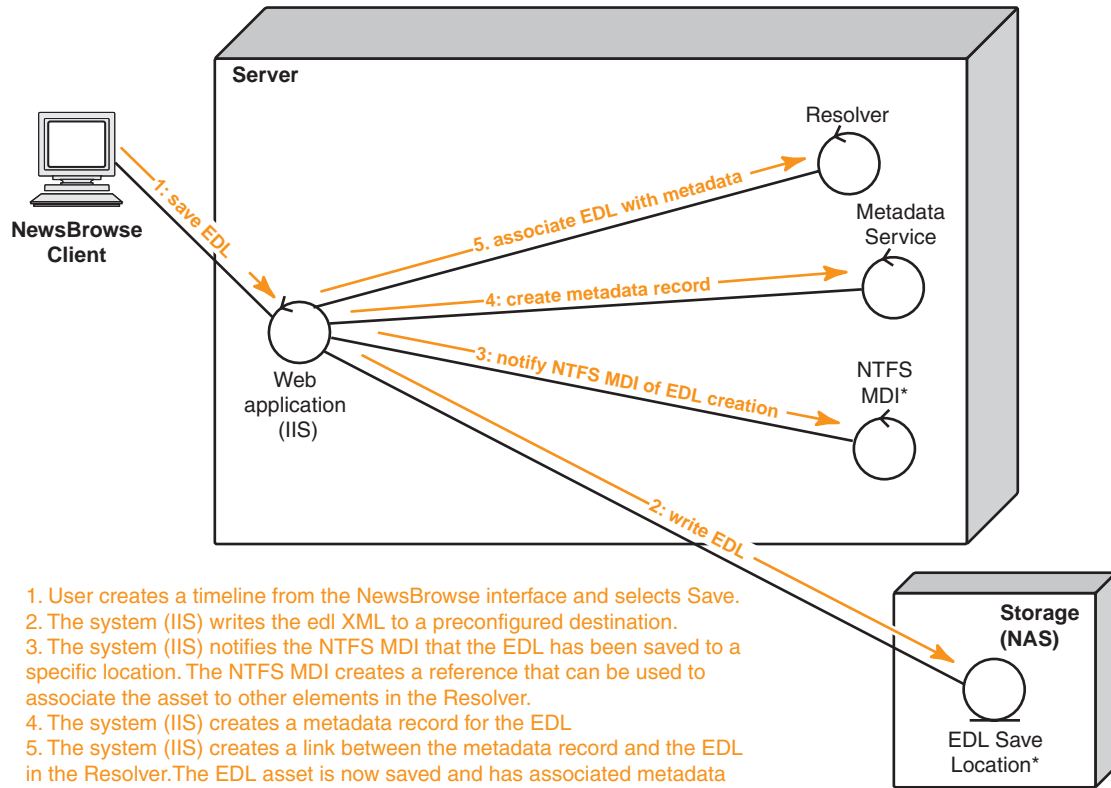 Server
Resolver
NewsBrowse
Client
1: save EDL
5. associate EDL with metadata
Metadata
Service
4: create metadata record
Web
application
(IIS)
3: notify NTFS MDI of EDL creation
NTFS
MDI*
2: write EDL
Storage
(NAS)
EDL Save
Location*
1. User creates a timeline from the NewsBrowse interface and selects Save.
2. The system (IIS) writes the edl XML to a preconfigured destination.
3. The system (IIS) notifies the NTFS MDI that the EDL has been saved to a
specific location. The NTFS MDI creates a reference that can be used to
associate the asset to other elements in the Resolver.
4. The system (IIS) creates a metadata record for the EDL
5. The system (IIS) creates a link between the metadata record and the EDL
in the Resolver.The EDL asset is now saved and has associated metadata